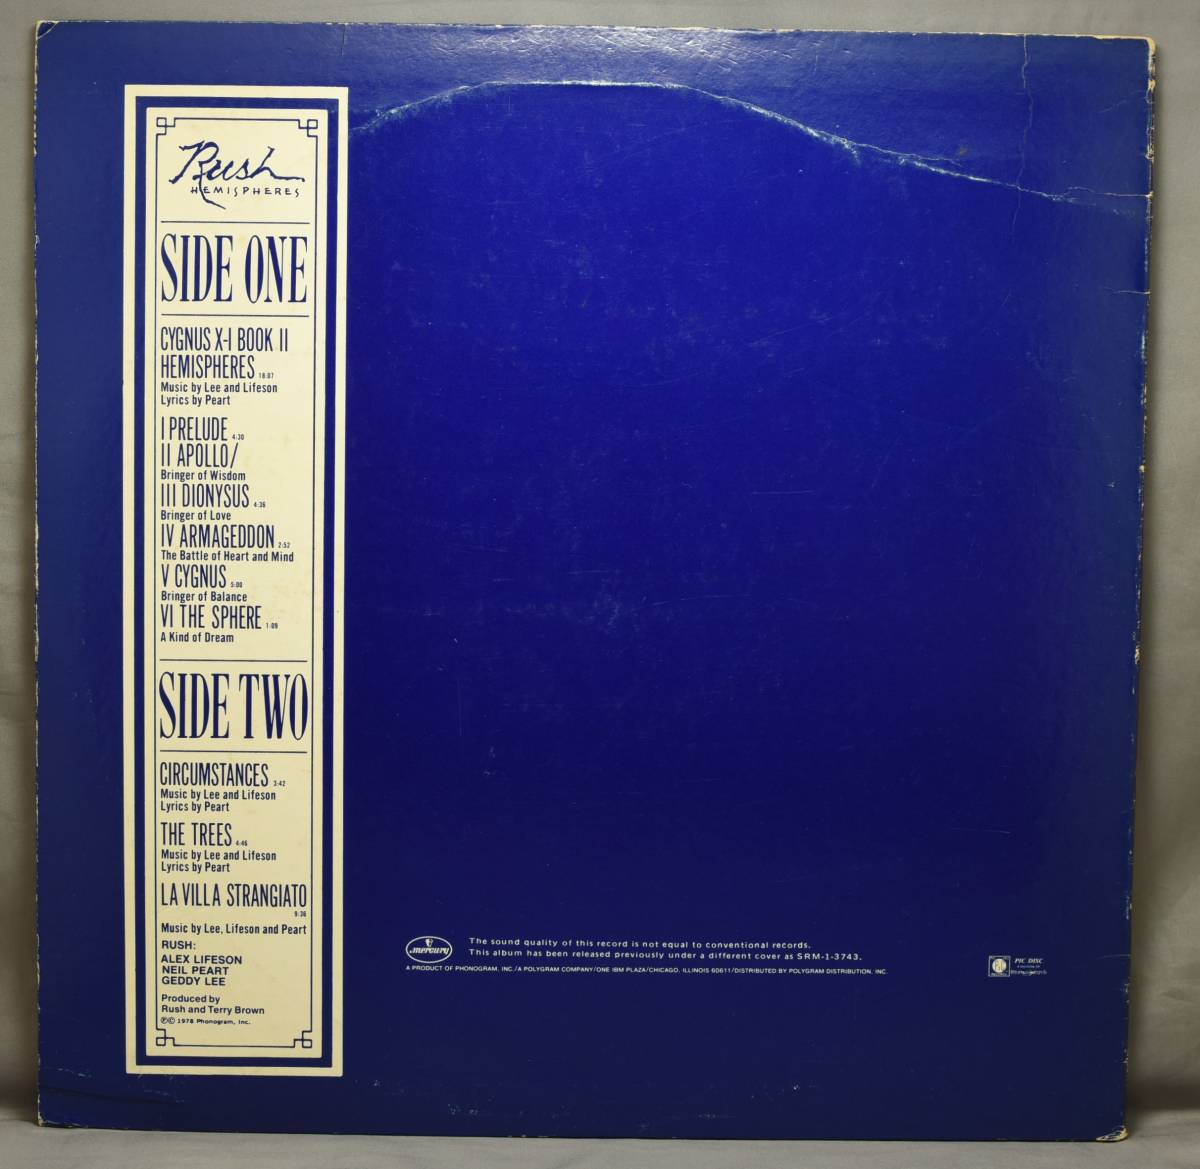 Rush
HEMISPHERES
SIDE ONE
CYGNUS X-I BOOK II
HEMISPHERES 18:07
Music by Lee and Lifeson
Lyrics by Peart
I PRELUDE 4:30
II APOLLO/
Bringer of Wisdom
III DIONYSUS 4:36
Bringer of Love
IV ARMAGEDDON 2:52
The Battle of Heart and Mind
V CYGNUS 5:00
Bringer of Balance
VI THE SPHERE 1:09
A Kind of Dream
SIDE TWO
CIRCUMSTANCES 3:42
Music by Lee and Lifeson
Lyrics by Peart
THE TREES 4:46
Music by Lee and Lifeson
Lyrics by Peart
LA VILLA STRANGIATO
9:36
Music by Lee, Lifeson and Peart
RUSH:
ALEX LIFESON
NEIL PEART
GEDDY LEE
Produced by
Rush and Terry Brown
℗© 1978 Phonogram, Inc.
mercury
The sound quality of this record is not equal to conventional records.
This album has been released previously under a different cover as SRM-1-3743.
A PRODUCT OF PHONOGRAM, INC./A POLYGRAM COMPANY/ONE IBM PLAZA/CHICAGO, ILLINOIS 60611/DISTRIBUTED BY POLYGRAM DISTRIBUTION, INC.
PIC DISC